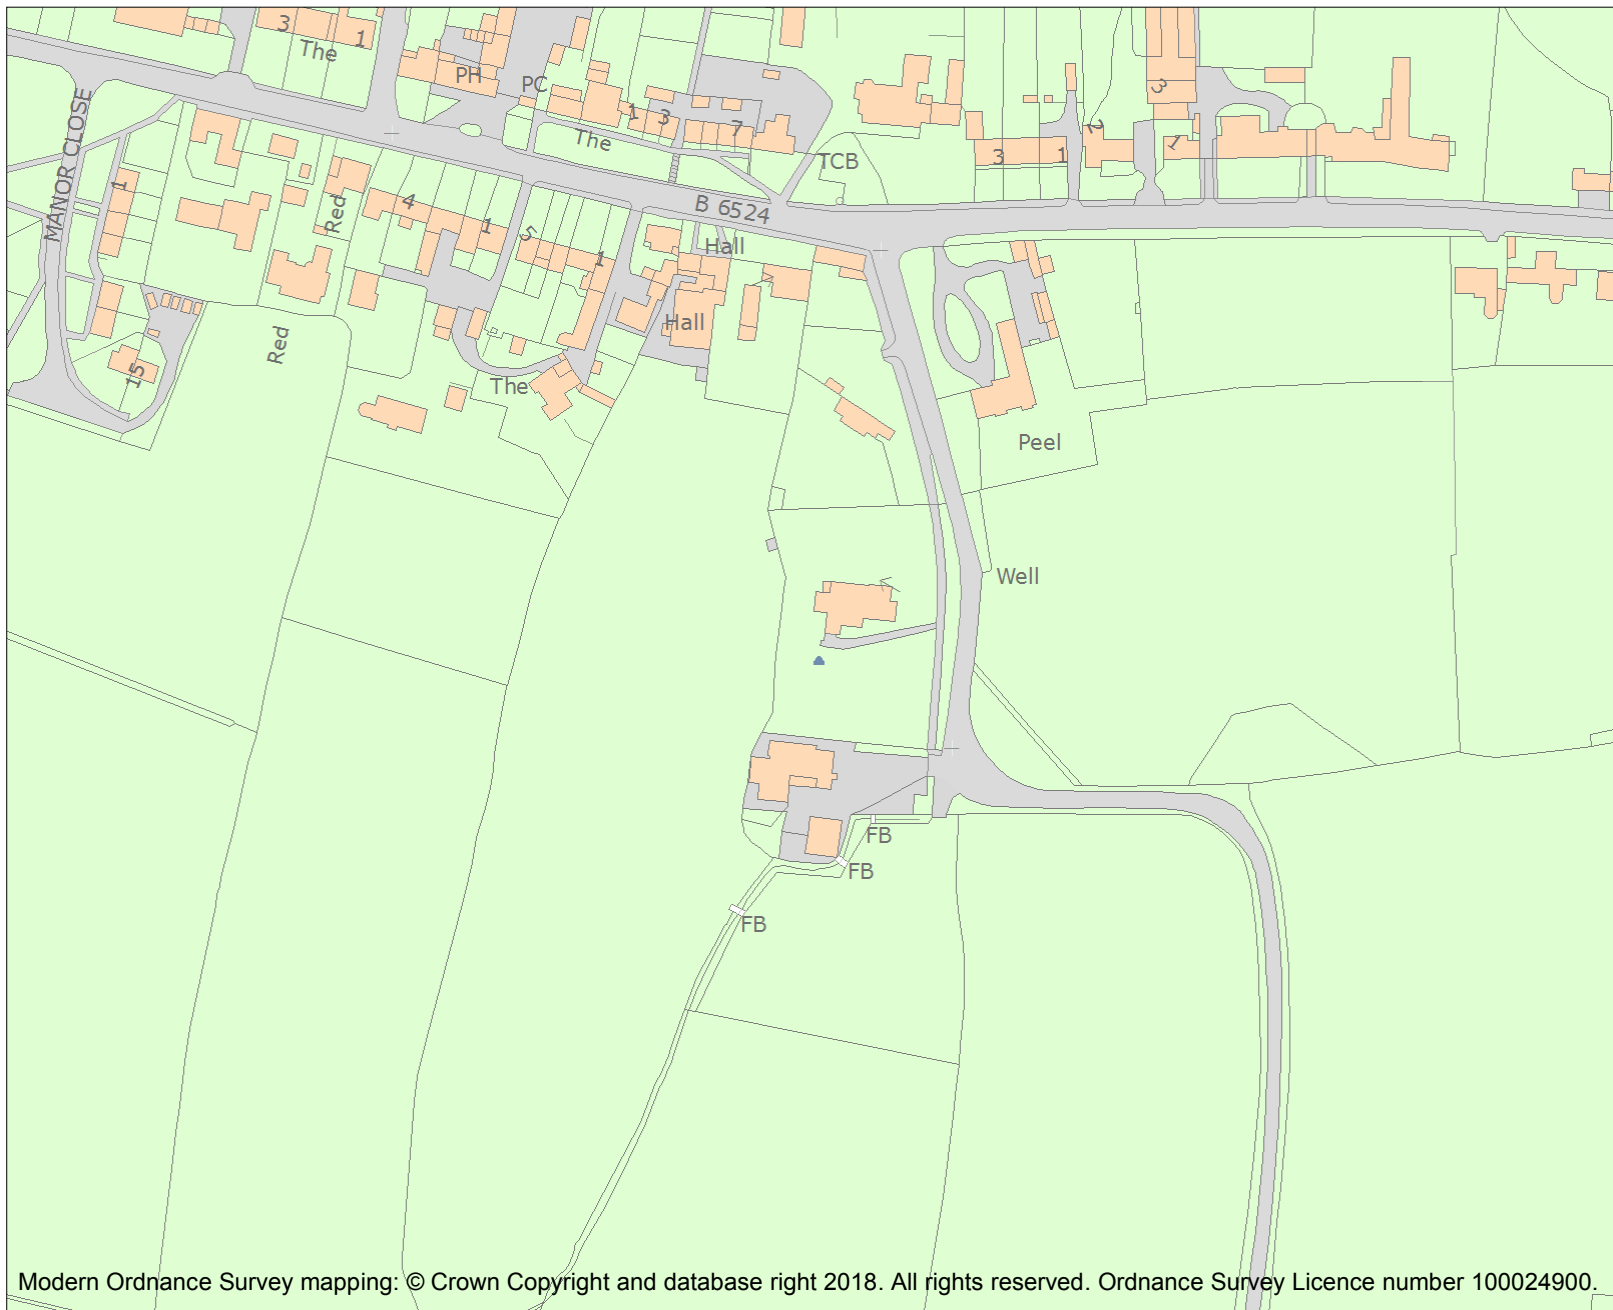 3
The
1
PH
PC
1
3
7
The
TCB
3
1
2
3
1
MANOR CLOSE
1
Red
4
1
5
1
B 6524
Hall
Hall
15
Red
The
Peel
Well
FB
FB
FB
Modern Ordnance Survey mapping: © Crown Copyright and database right 2018. All rights reserved. Ordnance Survey Licence number 100024900.